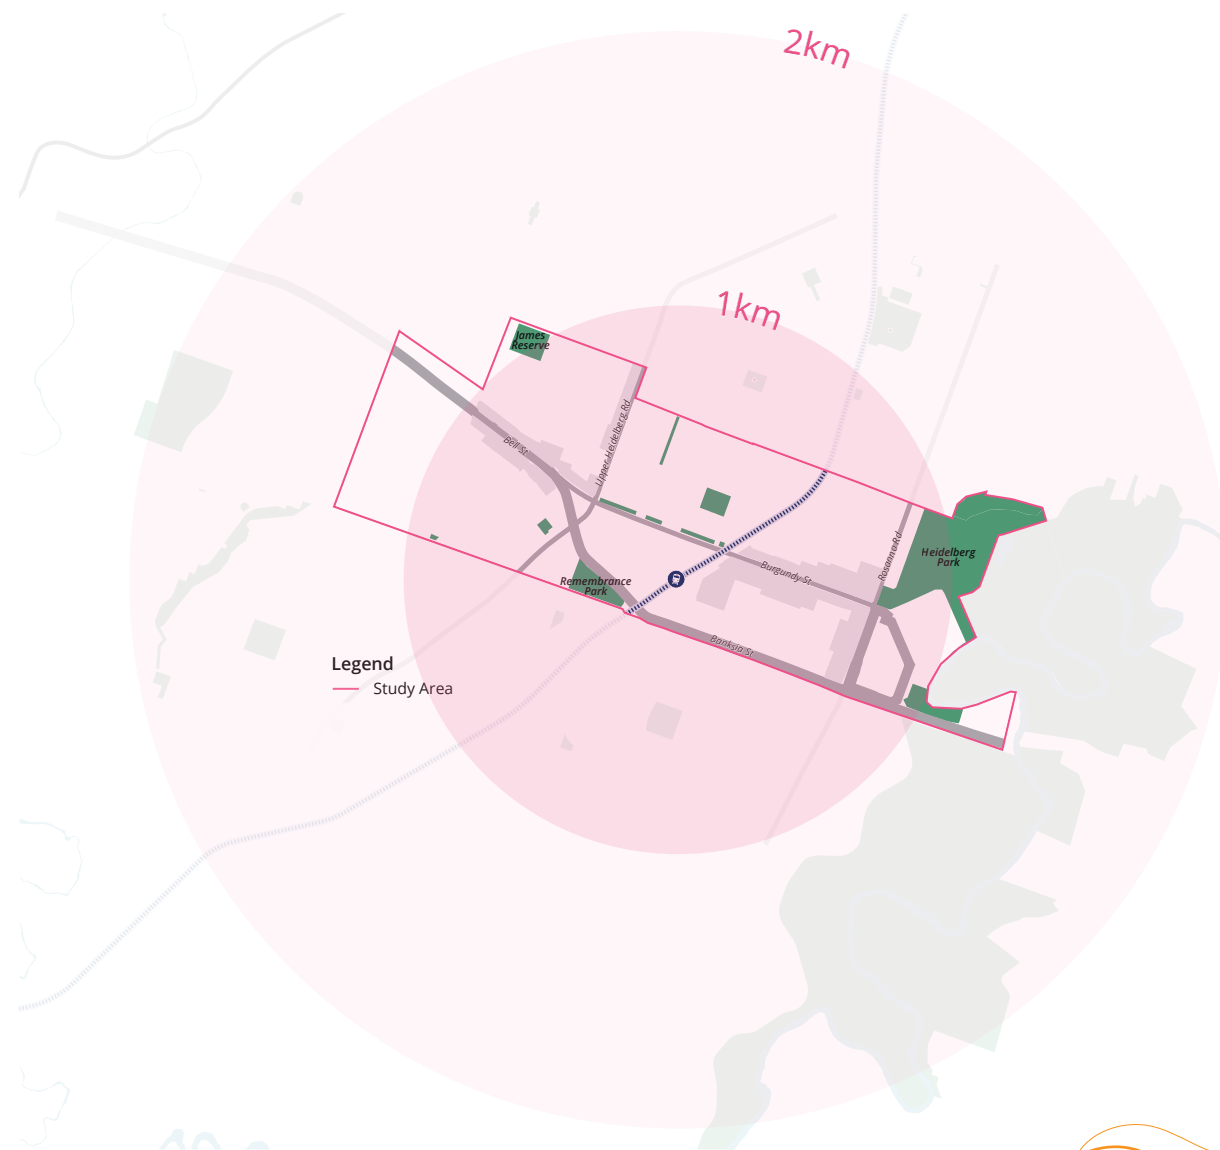 2km
1km
James
Reserve
Upper Heidelberg Rd
Bell St
Rosanna Rd
Heidelberg
Park
Burgundy St
Remembrance
Park
Banksia St
Legend
Study Area